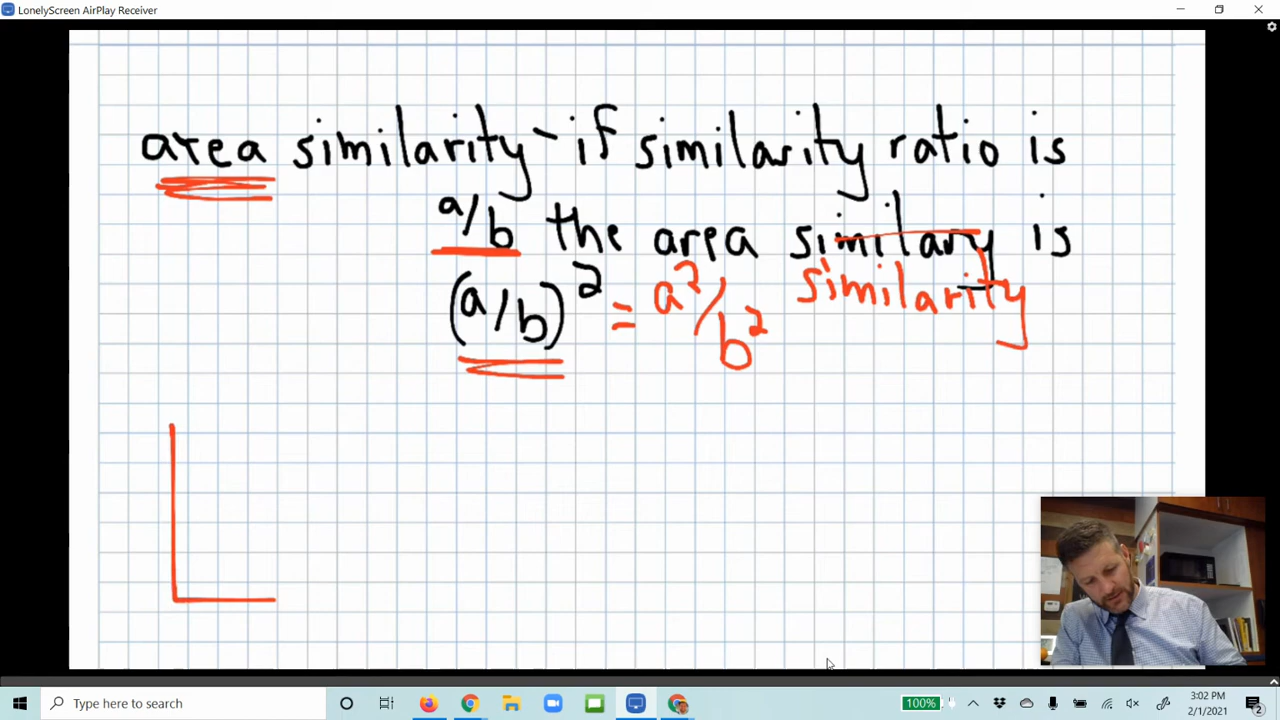 LonelyScreen AirPlay Receiver
area similarity - if similarity ratio is
a/b the area similary is
similarity
(a/b)² = a²/b²
Type here to search
100%
3:02 PM
2/1/2021
2